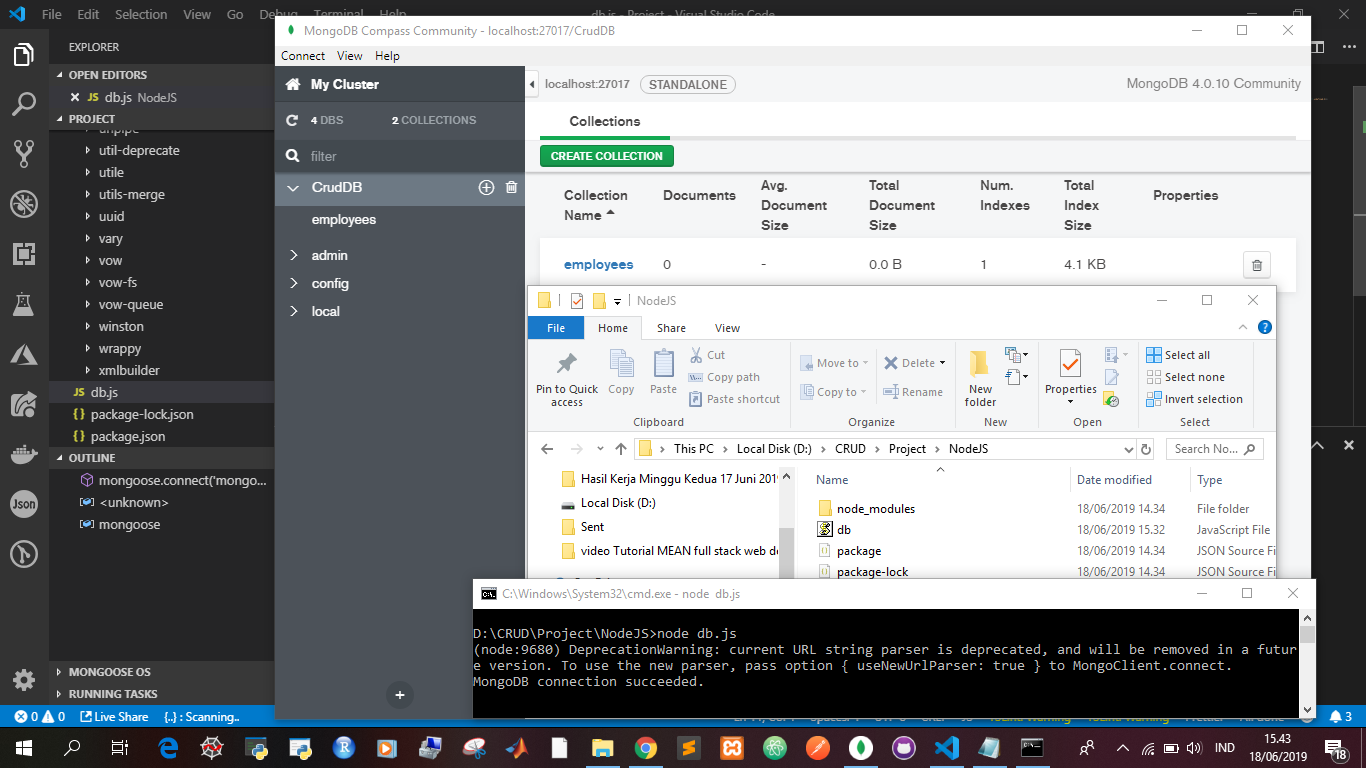 File Edit Selection View Go Debug Terminal Help db.js - Project - Visual Studio Code
EXPLORER
OPEN EDITORS
JS db.js NodeJS
PROJECT
unpipe
util-deprecate
utile
utils-merge
uuid
vary
vow
vow-fs
vow-queue
winston
wrappy
xmlbuilder
JS db.js
{ } package-lock.json
{ } package.json
OUTLINE
mongoose.connect('mongo...
<unknown>
mongoose
MONGOOSE OS
RUNNING TASKS
Json
0 0 Live Share {..} : Scanning..
3
MongoDB Compass Community - localhost:27017/CrudDB
Connect View Help
My Cluster
4 DBS 2 COLLECTIONS
filter
CrudDB
employees
admin
config
local
localhost:27017 STANDALONE MongoDB 4.0.10 Community
Collections
CREATE COLLECTION
Collection Name Documents Avg. Document Size Total Document Size Num. Indexes Total Index Size Properties
employees 0 - 0.0 B 1 4.1 KB
NodeJS
File Home Share View
Pin to Quick access
Copy
Paste
Cut
Copy path
Paste shortcut
Clipboard
Move to
Copy to
Delete
Rename
Organize
New folder
New
Properties
Open
Select all
Select none
Invert selection
Select
This PC Local Disk (D:) CRUD Project NodeJS
Search No...
Hasil Kerja Minggu Kedua 17 Juni 201
Local Disk (D:)
Sent
video Tutorial MEAN full stack web de
Name Date modified Type
node_modules 18/06/2019 14.34 File folder
db 18/06/2019 15.32 JavaScript File
package 18/06/2019 14.34 JSON Source Fi
package-lock 18/06/2019 14.34 JSON Source Fi
C:\Windows\System32\cmd.exe - node db.js
D:\CRUD\Project\NodeJS>node db.js
(node:9680) DeprecationWarning: current URL string parser is deprecated, and will be removed in a futur
e version. To use the new parser, pass option { useNewUrlParser: true } to MongoClient.connect.
MongoDB connection succeeded.
IND
15.43
18/06/2019
18